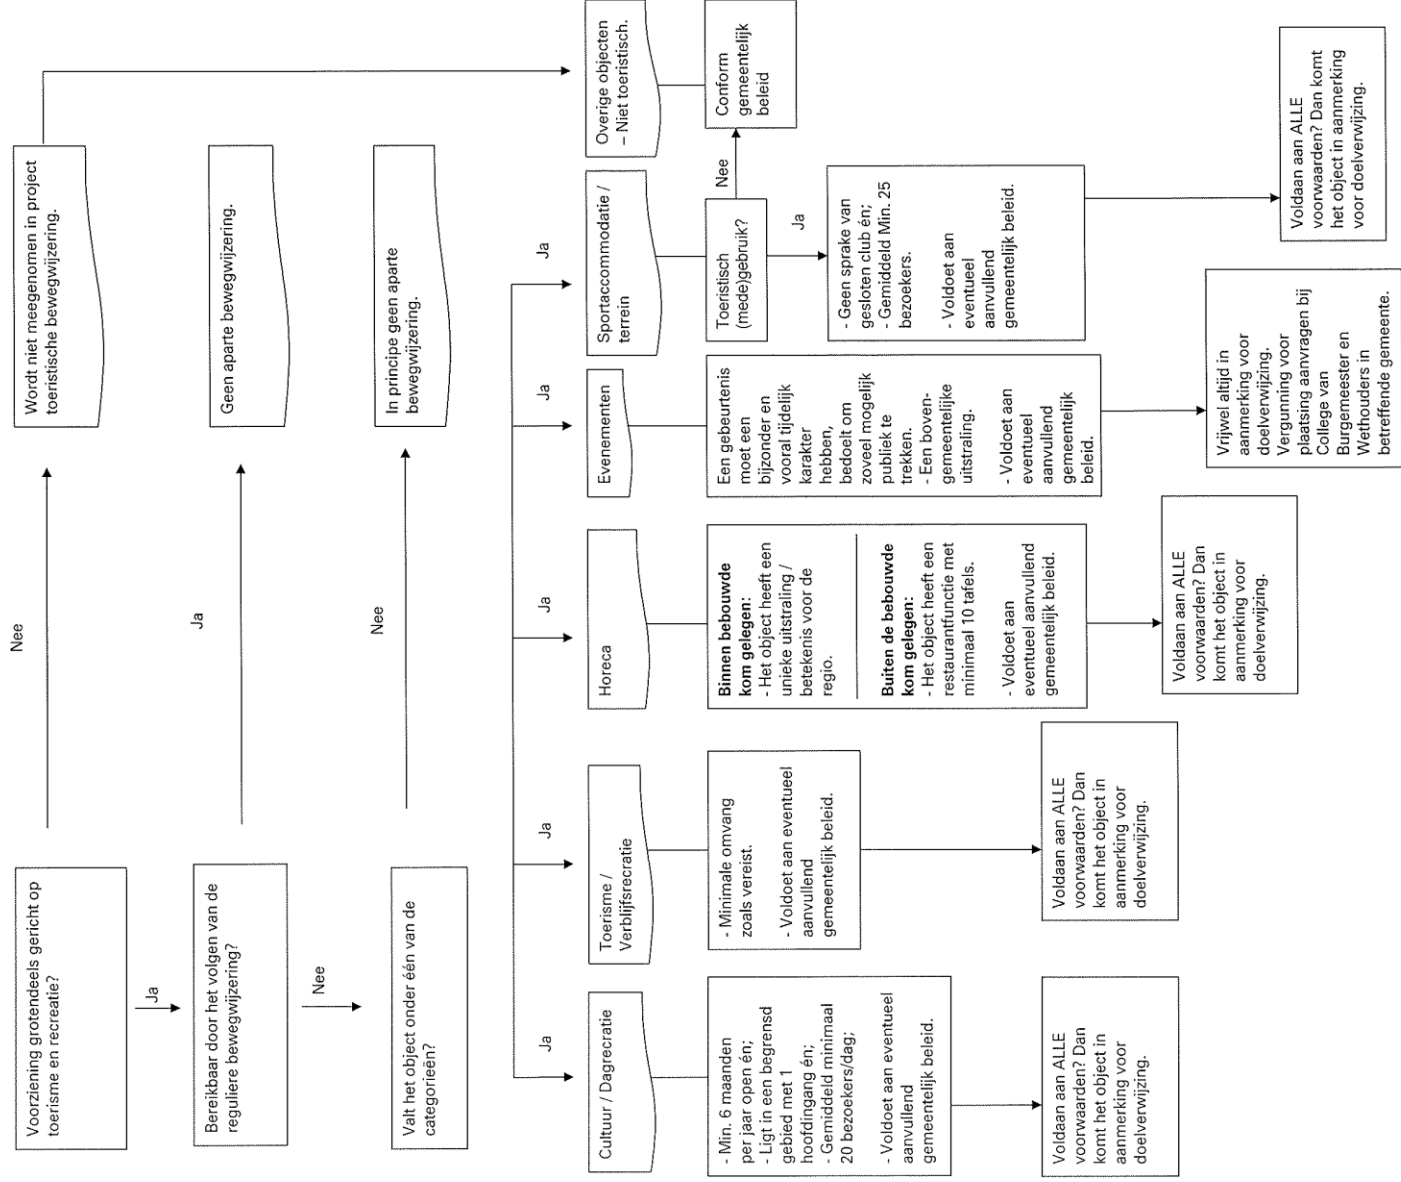 Voorziening grotendeels gericht op
toerisme en recreatie?
Nee
Wordt niet meegenomen in project
toeristische bewegwijzering.
Ja
Bereikbaar door het volgen van de
reguliere bewegwijzering?
Ja
Geen aparte bewegwijzering.
Nee
Valt het object onder één van de
categorieën?
Nee
In principe geen aparte
bewegwijzering.
Ja
Ja
Ja
Ja
Ja
Cultuur / Dagrecratie
- Min. 6 maanden
per jaar open én;
- Ligt in een begrensd
gebied met 1
hoofdingang én;
- Gemiddeld minimaal
20 bezoekers/dag;
- Voldoet aan eventueel
aanvullend
gemeentelijk beleid.
Voldaan aan ALLE
voorwaarden? Dan
komt het object in
aanmerking voor
doelverwijzing.
Toerisme /
Verblijfsrecratie
- Minimale omvang
zoals vereist.
- Voldoet aan eventueel
aanvullend
gemeentelijk beleid.
Voldaan aan ALLE
voorwaarden? Dan
komt het object in
aanmerking voor
doelverwijzing.
Horeca
Binnen bebouwde
kom gelegen:
- Het object heeft een
unieke uitstraling /
betekenis voor de
regio.
Buiten de bebouwde
kom gelegen:
- Het object heeft een
restaurantfunctie met
minimaal 10 tafels.
- Voldoet aan
eventueel aanvullend
gemeentelijk beleid.
Voldaan aan ALLE
voorwaarden? Dan
komt het object in
aanmerking voor
doelverwijzing.
Evenementen
Een gebeurtenis
moet een
bijzonder en
vooral tijdelijk
karakter
hebben,
bedoelt om
zoveel mogelijk
publiek te
trekken.
- Een boven-
gemeentelijke
uitstraling.
- Voldoet aan
eventueel
aanvullend
gemeentelijk
beleid.
Vrijwel altijd in
aanmerking voor
doelverwijzing.
Vergunning voor
plaatsing aanvragen bij
College van
Burgemeester en
Wethouders in
betreffende gemeente.
Sportaccommodatie /
terrein
Toeristisch
(mede)gebruik?
Nee
Ja
- Geen sprake van
gesloten club én;
- Gemiddeld Min. 25
bezoekers.
- Voldoet aan
eventueel
aanvullend
gemeentelijk beleid.
Voldaan aan ALLE
voorwaarden? Dan komt
het object in aanmerking
voor doelverwijzing.
Overige objecten
– Niet toeristisch.
Conform
gemeentelijk
beleid